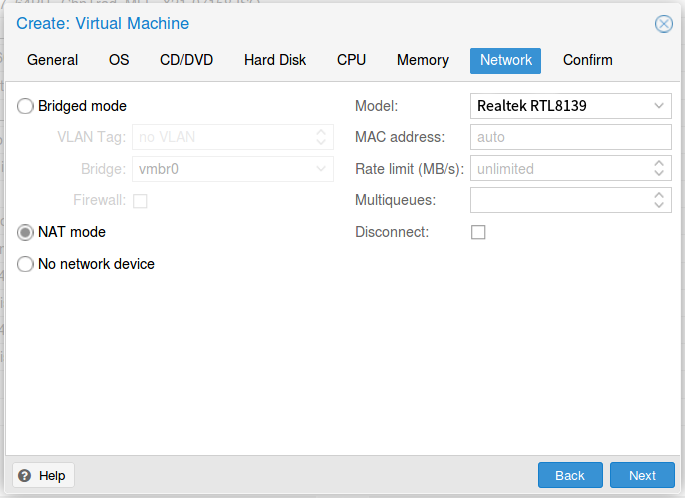 Create: Virtual Machine
General OS CD/DVD Hard Disk CPU Memory Network Confirm
Bridged mode
VLAN Tag: no VLAN
Bridge: vmbr0
Firewall:
NAT mode
No network device
Model: Realtek RTL8139
MAC address: auto
Rate limit (MB/s): unlimited
Multiqueues:
Disconnect:
Help
Back Next